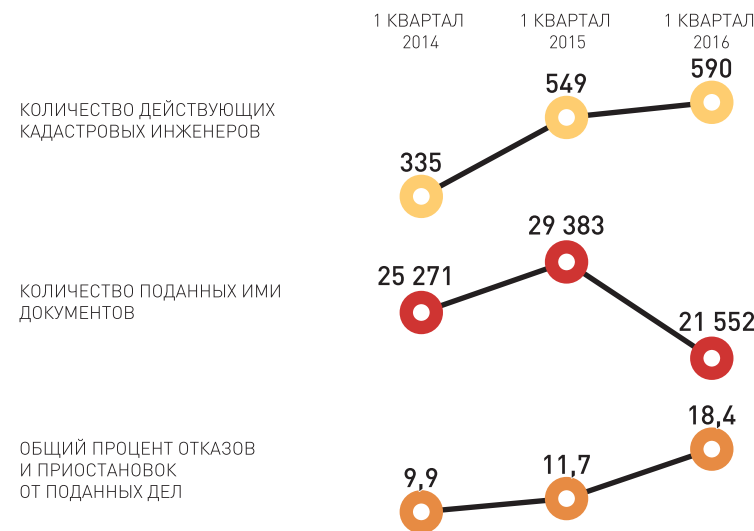 1 КВАРТАЛ 1 КВАРТАЛ 1 КВАРТАЛ
2014 2015 2016
КОЛИЧЕСТВО ДЕЙСТВУЮЩИХ
КАДАСТРОВЫХ ИНЖЕНЕРОВ
335 549 590
КОЛИЧЕСТВО ПОДАННЫХ ИМИ
ДОКУМЕНТОВ
25 271 29 383 21 552
ОБЩИЙ ПРОЦЕНТ ОТКАЗОВ
И ПРИОСТАНОВОК
ОТ ПОДАННЫХ ДЕЛ
9,9 11,7 18,4